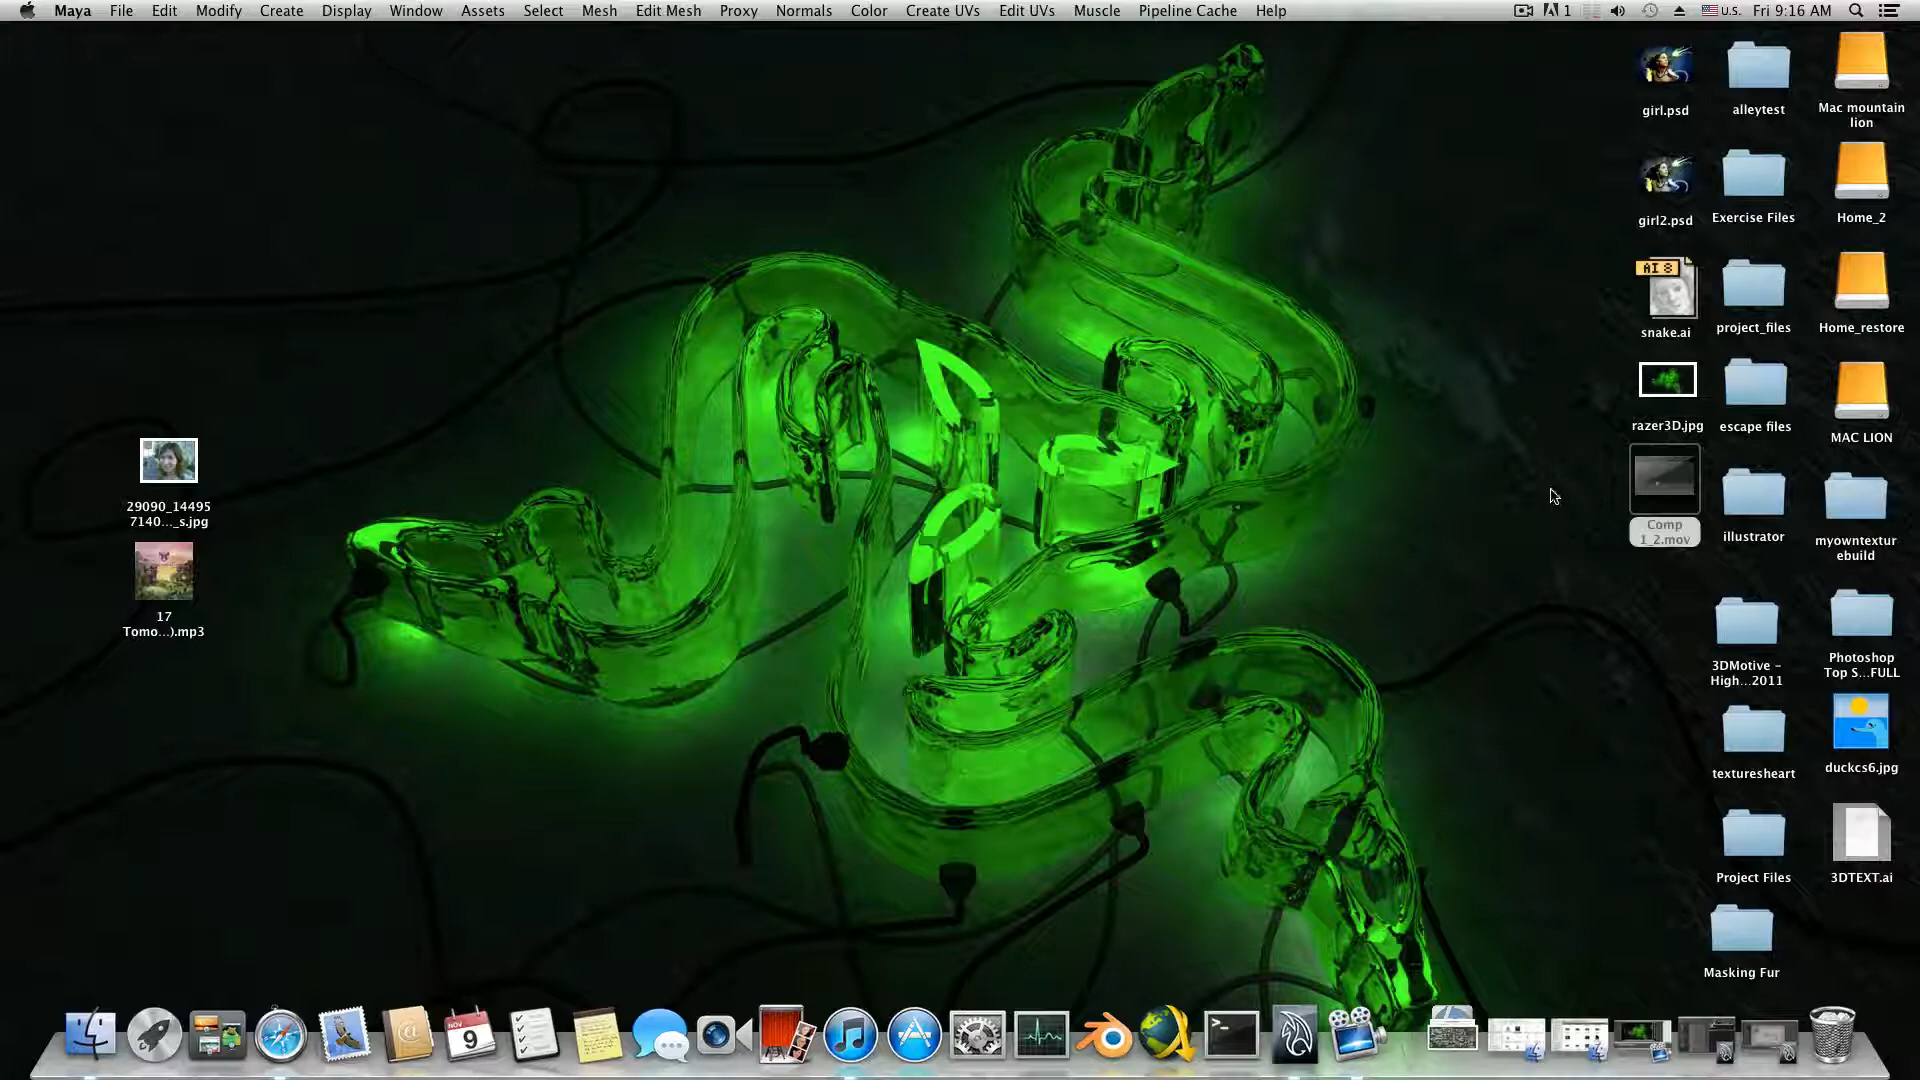 Maya File Edit Modify Create Display Window Assets Select Mesh Edit Mesh Proxy Normals Color Create UVs Edit UVs Muscle Pipeline Cache Help 1 U.S. Fri 9:16 AM
girl.psd
alleytest
Mac mountain
lion
girl2.psd
Exercise Files
Home_2
AI 8
snake.ai
project_files
Home_restore
razer3D.jpg
escape files
MAC LION
Comp
1_2.mov
illustrator
myowntextur
ebuild
29090_14495
7140..._s.jpg
17
Tomo...).mp3
3DMotive -
High...2011
Photoshop
Top S...FULL
texturesheart
duckcs6.jpg
Project Files
3DTEXT.ai
Masking Fur
NOV
9